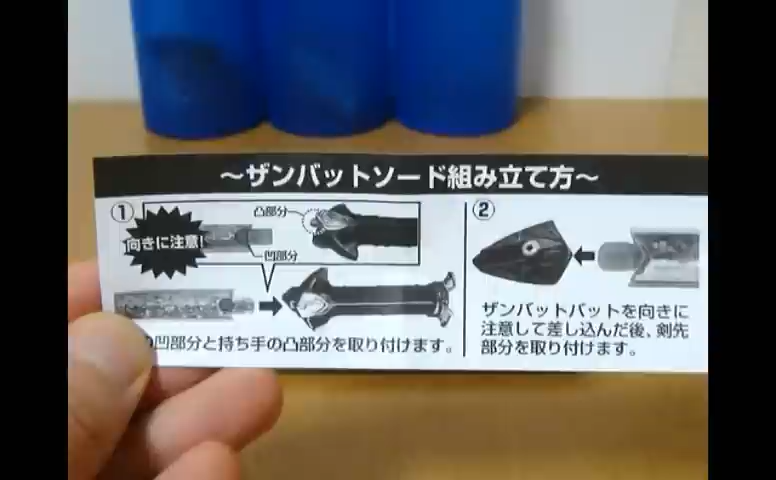 ~ザンバットソード組み立て方~
①
向きに注意!
凸部分
凹部分
凹部分と持ち手の凸部分を取り付けます。
②
ザンバットバットを向きに
注意して差し込んだ後、剣先
部分を取り付けます。